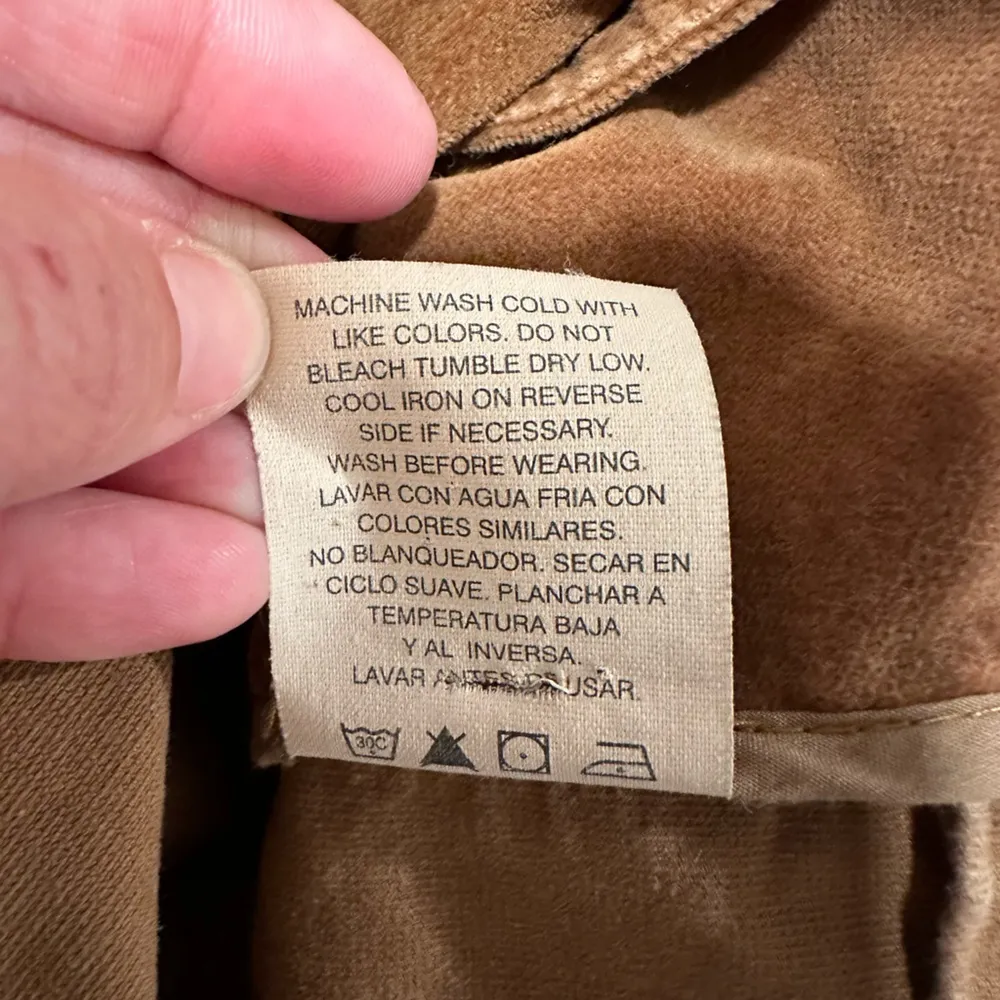 MACHINE WASH COLD WITH
LIKE COLORS. DO NOT
BLEACH TUMBLE DRY LOW.
COOL IRON ON REVERSE
SIDE IF NECESSARY.
WASH BEFORE WEARING.
LAVAR CON AGUA FRIA CON
COLORES SIMILARES.
NO BLANQUEADOR. SECAR EN
CICLO SUAVE. PLANCHAR A
TEMPERATURA BAJA
Y AL INVERSA.
LAVAR ANTES DE USAR.
30C